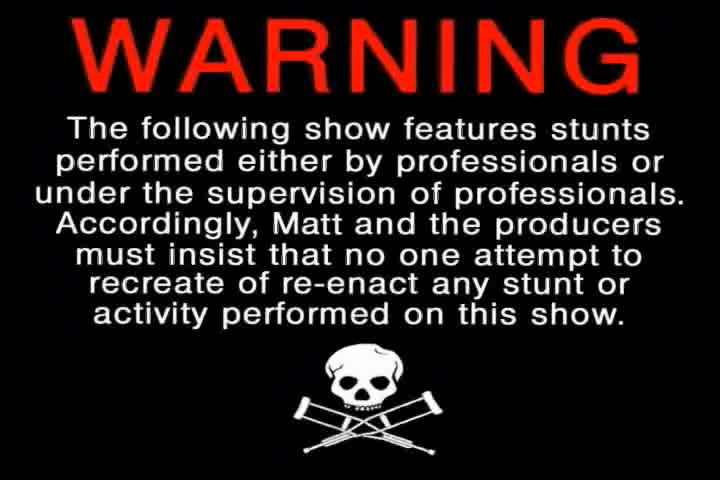 WARNING
The following show features stunts
performed either by professionals or
under the supervision of professionals.
Accordingly, Matt and the producers
must insist that no one attempt to
recreate of re-enact any stunt or
activity performed on this show.